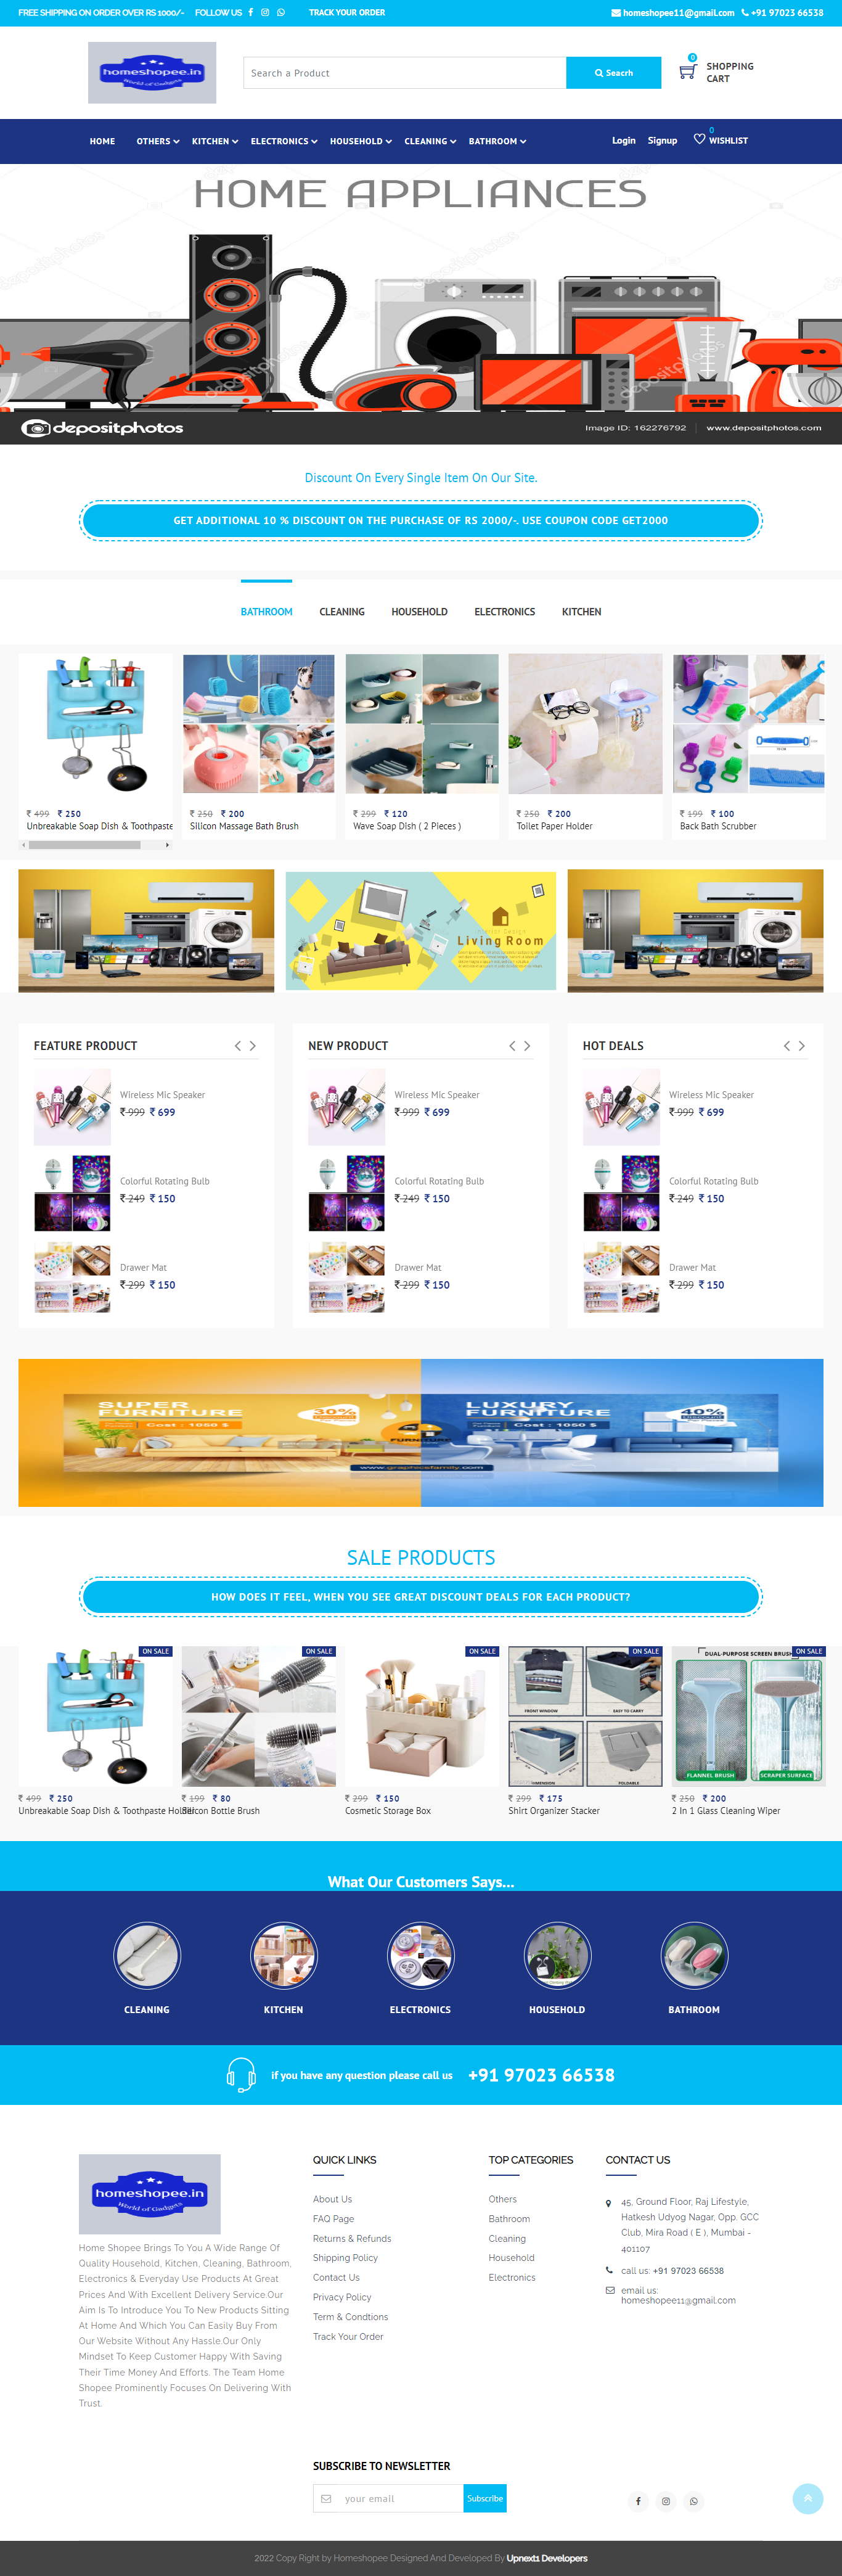 FREE SHIPPING ON ORDER OVER RS 1000/- FOLLOW US TRACK YOUR ORDER homeshopee11@gmail.com +91 97023 66538
homeshopee.in
World of Gadgets
Search a Product
Seacrh
0
SHOPPING
CART
HOME OTHERS KITCHEN ELECTRONICS HOUSEHOLD CLEANING BATHROOM Login Signup 0 WISHLIST
HOME APPLIANCES
depositphotos
depositphotos
depositphotos Image ID: 162276792 www.depositphotos.com
Discount On Every Single Item On Our Site.
GET ADDITIONAL 10 % DISCOUNT ON THE PURCHASE OF RS 2000/-. USE COUPON CODE GET2000
BATHROOM CLEANING HOUSEHOLD ELECTRONICS KITCHEN
₹ 499 ₹ 250
Unbreakable Soap Dish & Toothpaste
₹ 250 ₹ 200
Silicon Massage Bath Brush
₹ 299 ₹ 120
Wave Soap Dish ( 2 Pieces )
₹ 250 ₹ 200
Toilet Paper Holder
₹ 199 ₹ 100
Back Bath Scrubber
Interior Design
Living Room
FEATURE PRODUCT
Wireless Mic Speaker
₹ 999 ₹ 699
Colorful Rotating Bulb
₹ 249 ₹ 150
Drawer Mat
₹ 299 ₹ 150
NEW PRODUCT
Wireless Mic Speaker
₹ 999 ₹ 699
Colorful Rotating Bulb
₹ 249 ₹ 150
Drawer Mat
₹ 299 ₹ 150
HOT DEALS
Wireless Mic Speaker
₹ 999 ₹ 699
Colorful Rotating Bulb
₹ 249 ₹ 150
Drawer Mat
₹ 299 ₹ 150
SUPER
FURNITURE
Cost : 1050 $
30%
FURNITURE
LUXURY
FURNITURE
Cost : 1050 $
40%
www.graphicsfamily.com
SALE PRODUCTS
HOW DOES IT FEEL, WHEN YOU SEE GREAT DISCOUNT DEALS FOR EACH PRODUCT?
ON SALE
₹ 499 ₹ 250
Unbreakable Soap Dish & Toothpaste Holder
ON SALE
₹ 199 ₹ 80
Silicon Bottle Brush
ON SALE
₹ 299 ₹ 150
Cosmetic Storage Box
ON SALE
FRONT WINDOW
EASY TO CARRY
DIMENSION
FOLDABLE
₹ 299 ₹ 175
Shirt Organizer Stacker
ON SALE
DUAL-PURPOSE SCREEN BRUSH
FLANNEL BRUSH
SCRAPER SURFACE
₹ 250 ₹ 200
2 In 1 Glass Cleaning Wiper
What Our Customers Says...
CLEANING KITCHEN ELECTRONICS HOUSEHOLD BATHROOM
if you have any question please call us +91 97023 66538
homeshopee.in
World of Gadgets
Home Shopee Brings To You A Wide Range Of
Quality Household, Kitchen, Cleaning, Bathroom,
Electronics & Everyday Use Products At Great
Prices And With Excellent Delivery Service.Our
Aim Is To Introduce You To New Products Sitting
At Home And Which You Can Easily Buy From
Our Website Without Any Hassle.Our Only
Mindset To Keep Customer Happy With Saving
Their Time Money And Efforts. The Team Home
Shopee Prominently Focuses On Delivering With
Trust.
QUICK LINKS
About Us
FAQ Page
Returns & Refunds
Shipping Policy
Contact Us
Privacy Policy
Term & Condtions
Track Your Order
TOP CATEGORIES
Others
Bathroom
Cleaning
Household
Electronics
CONTACT US
45, Ground Floor, Raj Lifestyle,
Hatkesh Udyog Nagar, Opp. GCC
Club, Mira Road ( E ), Mumbai -
401107
call us: +91 97023 66538
email us:
homeshopee11@gmail.com
SUBSCRIBE TO NEWSLETTER
your email
Subscribe
2022 Copy Right by Homeshopee Designed And Developed By Upnext1 Developers